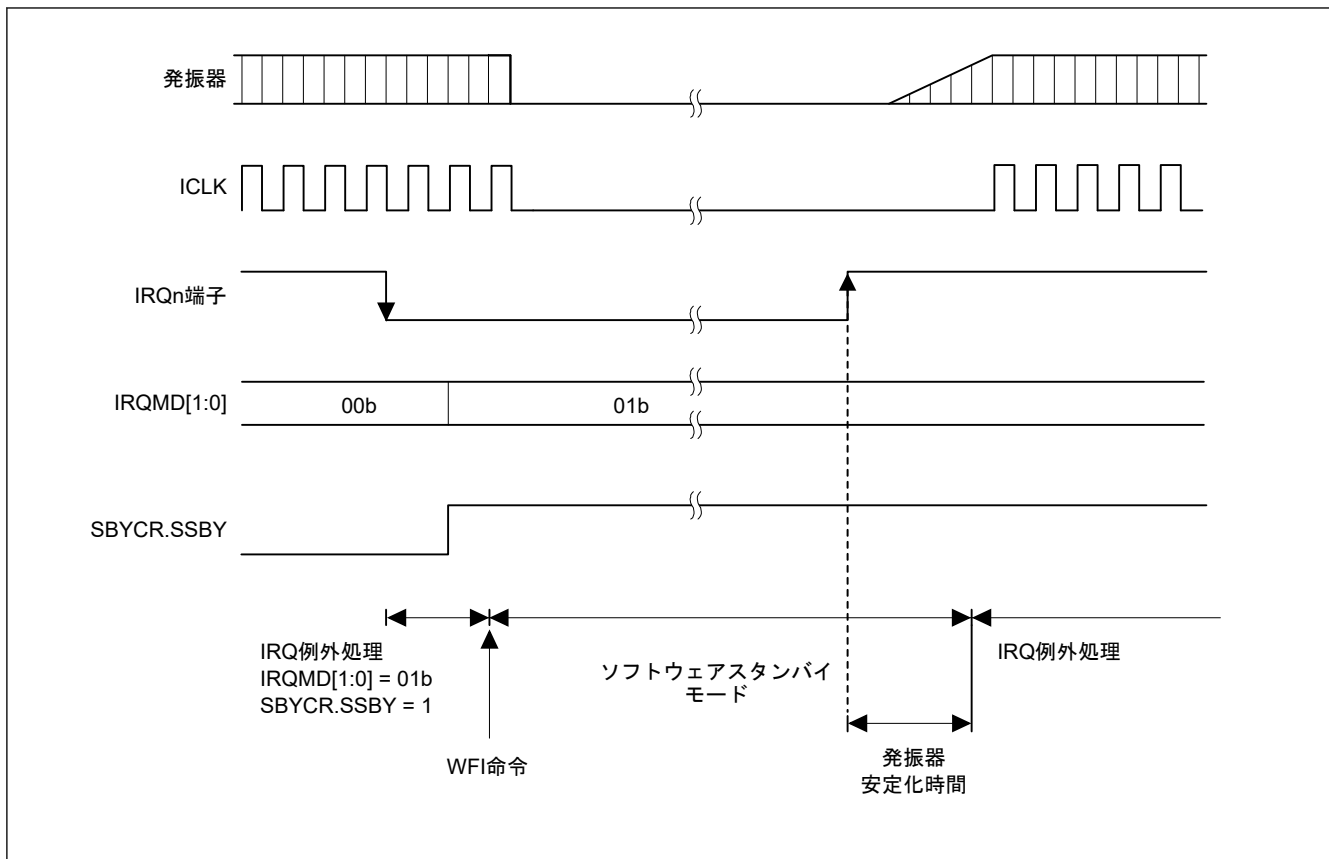 発振器
ICLK
IRQn端子
IRQMD[1:0]
00b
01b
SBYCR.SSBY
IRQ例外処理
IRQMD[1:0] = 01b
SBYCR.SSBY = 1
WFI命令
ソフトウェアスタンバイ
モード
発振器
安定化時間
IRQ例外処理